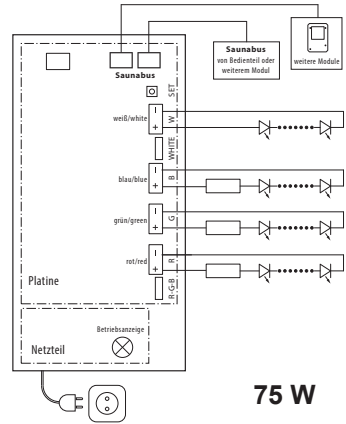 Saunabus
Saunabus
von Bedienteil oder
weiterem Modul
weitere Module
SET
weiß/white
W
WHITE
blau/blue
B
grün/green
G
rot/red
R
R-G-B
Platine
Betriebsanzeige
Netzteil
75 W